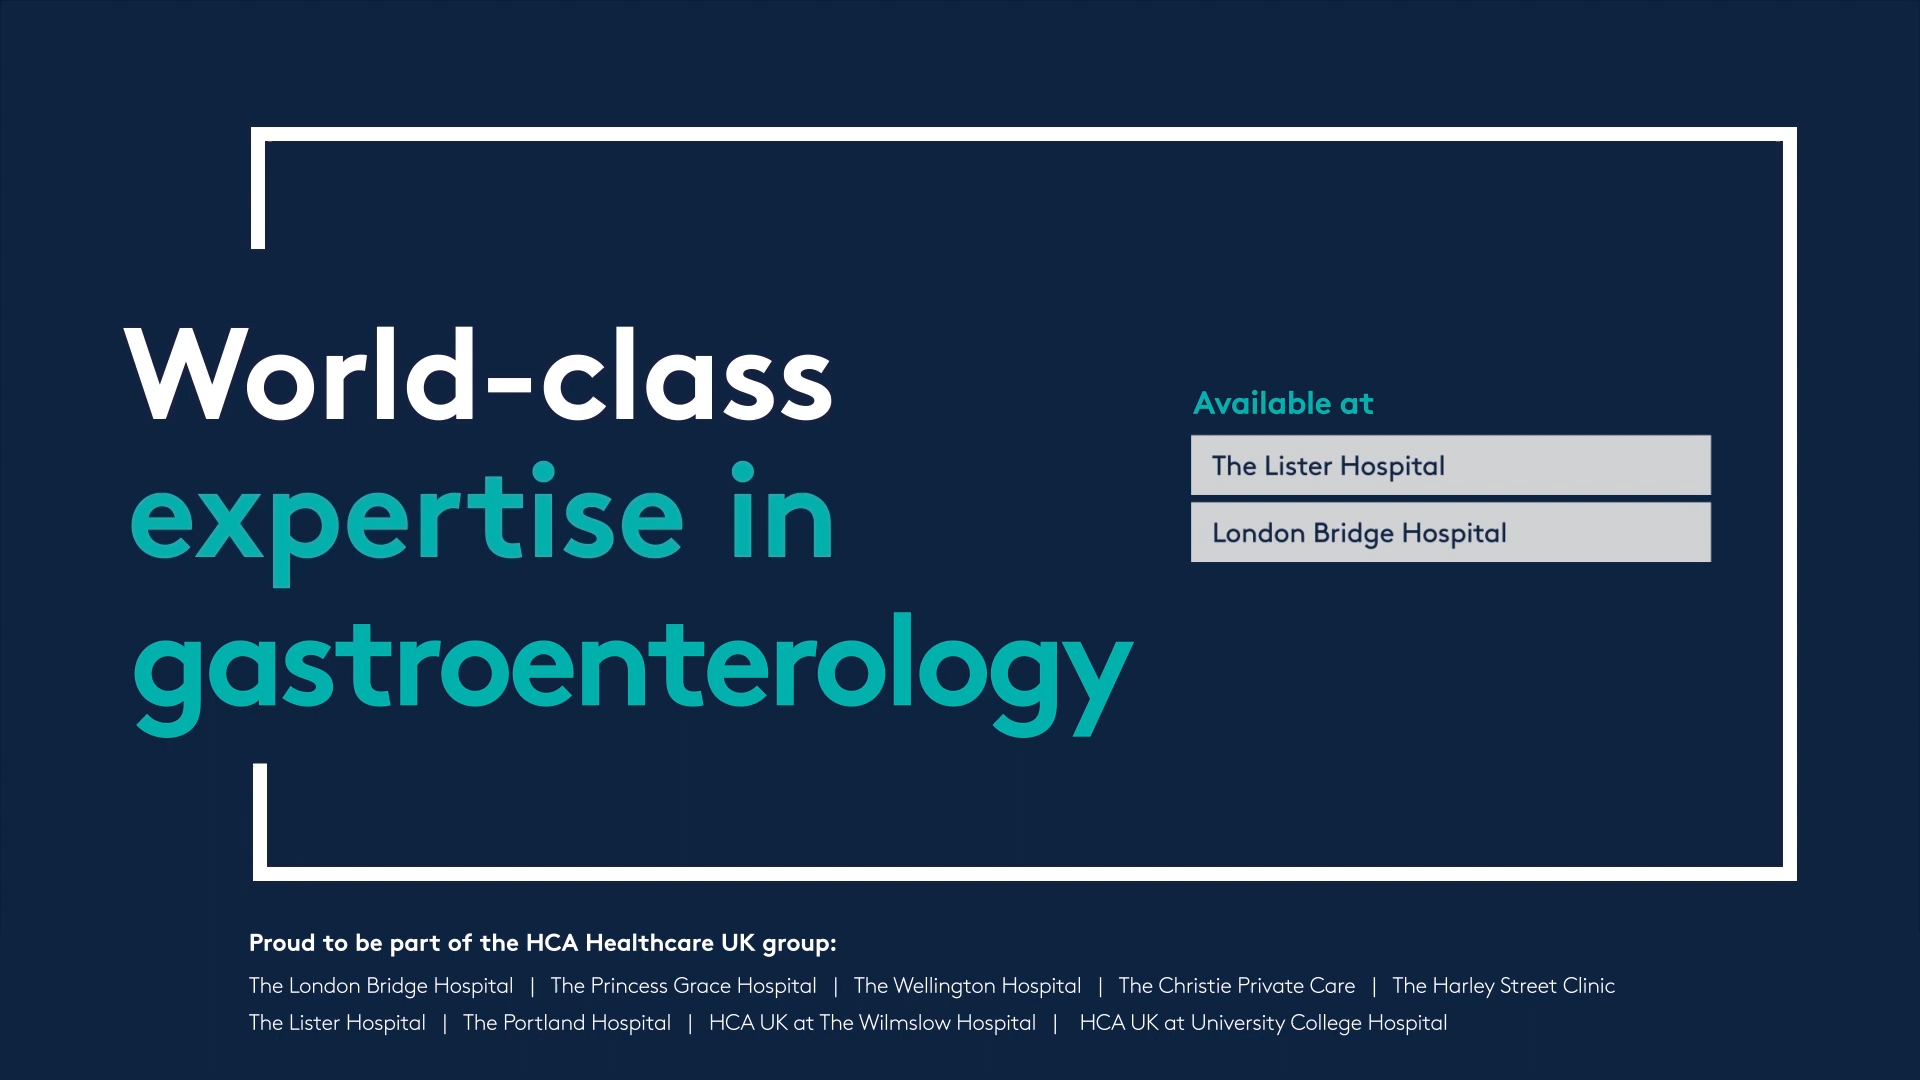 World-class
expertise in
gastroenterology
Available at
The Lister Hospital
London Bridge Hospital
Proud to be part of the HCA Healthcare UK group:
The London Bridge Hospital | The Princess Grace Hospital | The Wellington Hospital | The Christie Private Care | The Harley Street Clinic
The Lister Hospital | The Portland Hospital | HCA UK at The Wilmslow Hospital | HCA UK at University College Hospital